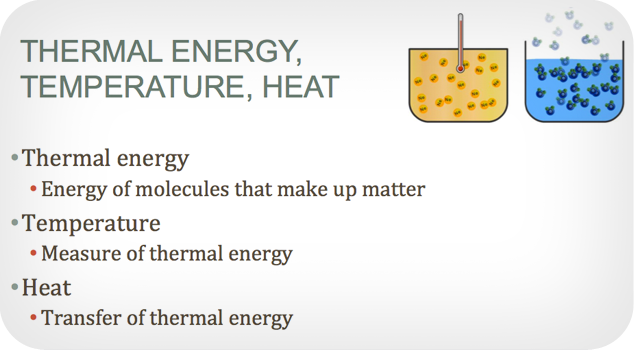 THERMAL ENERGY,
TEMPERATURE, HEAT
•Thermal energy
•Energy of molecules that make up matter
•Temperature
•Measure of thermal energy
•Heat
•Transfer of thermal energy